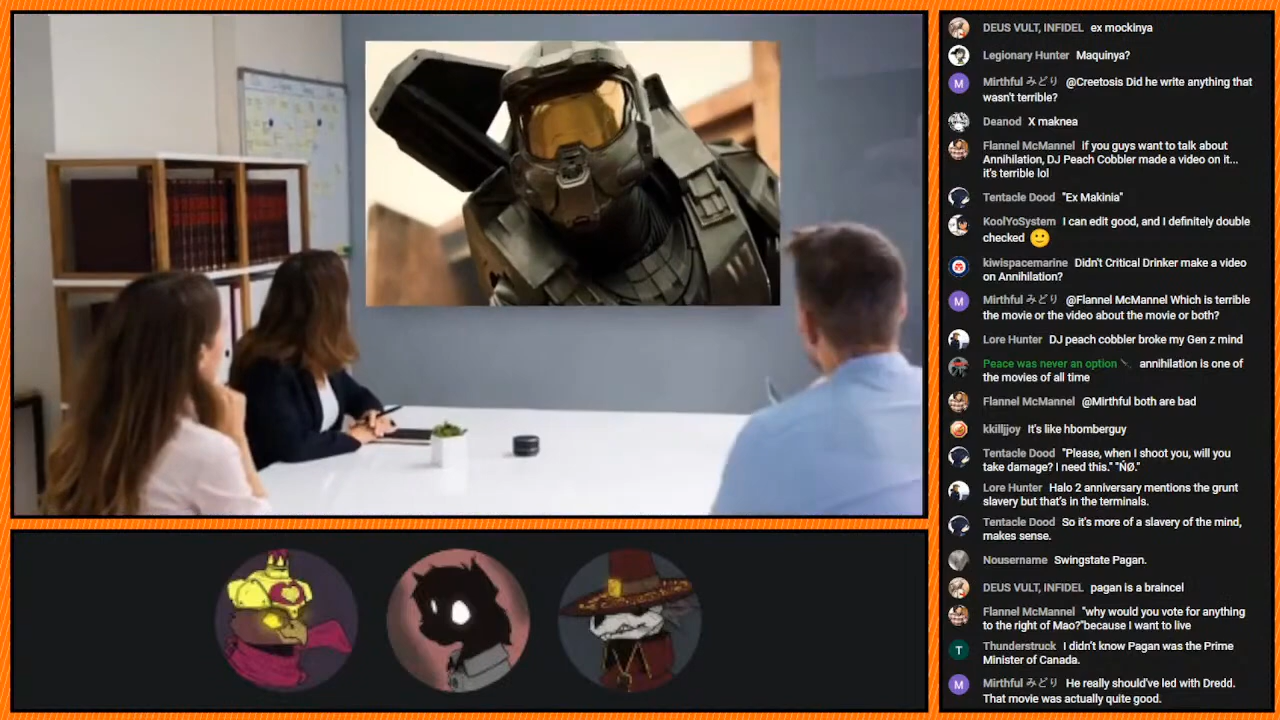 DEUS VULT, INFIDEL ex mockinya
Legionary Hunter Maquinya?
M
Mirthful みどり @Creetosis Did he write anything that
wasn't terrible?
Deanod X maknea
Flannel McMannel If you guys want to talk about
Annihilation, DJ Peach Cobbler made a video on it...
it's terrible lol
Tentacle Dood "Ex Makinia"
KoolYoSystem I can edit good, and I definitely double
checked 🙂
kiwispacemarine Didn't Critical Drinker make a video
on Annihilation?
M
Mirthful みどり @Flannel McMannel Which is terrible
the movie or the video about the movie or both?
Lore Hunter DJ peach cobbler broke my Gen z mind
Peace was never an option 🔪 annihilation is one of
the movies of all time
Flannel McMannel @Mirthful both are bad
kkilljjoy It's like hbomberguy
Tentacle Dood "Please, when I shoot you, will you
take damage? I need this." "ŃØ."
Lore Hunter Halo 2 anniversary mentions the grunt
slavery but that's in the terminals.
Tentacle Dood So it's more of a slavery of the mind,
makes sense.
Nousername Swingstate Pagan.
DEUS VULT, INFIDEL pagan is a braincel
Flannel McMannel "why would you vote for anything
to the right of Mao?"because I want to live
T
Thunderstruck I didn't know Pagan was the Prime
Minister of Canada.
M
Mirthful みどり He really should've led with Dredd.
That movie was actually quite good.